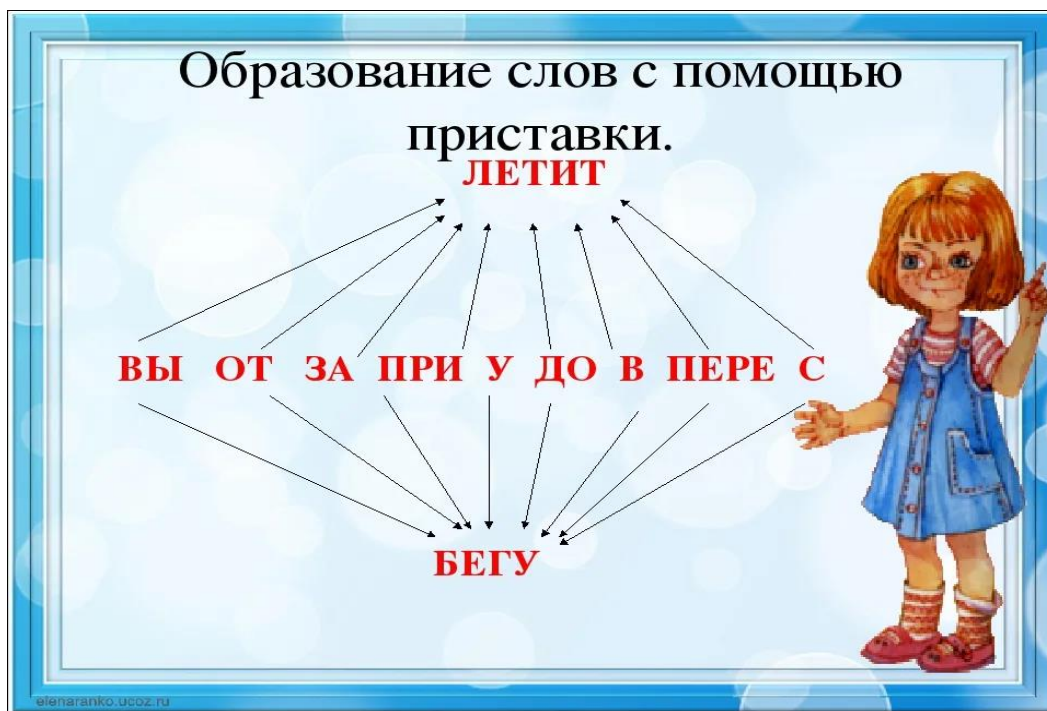 Образование слов с помощью
приставки.
ЛЕТИТ
ВЫ ОТ ЗА ПРИ У ДО В ПЕРЕ С
БЕГУ
elenaranko.ucoz.ru